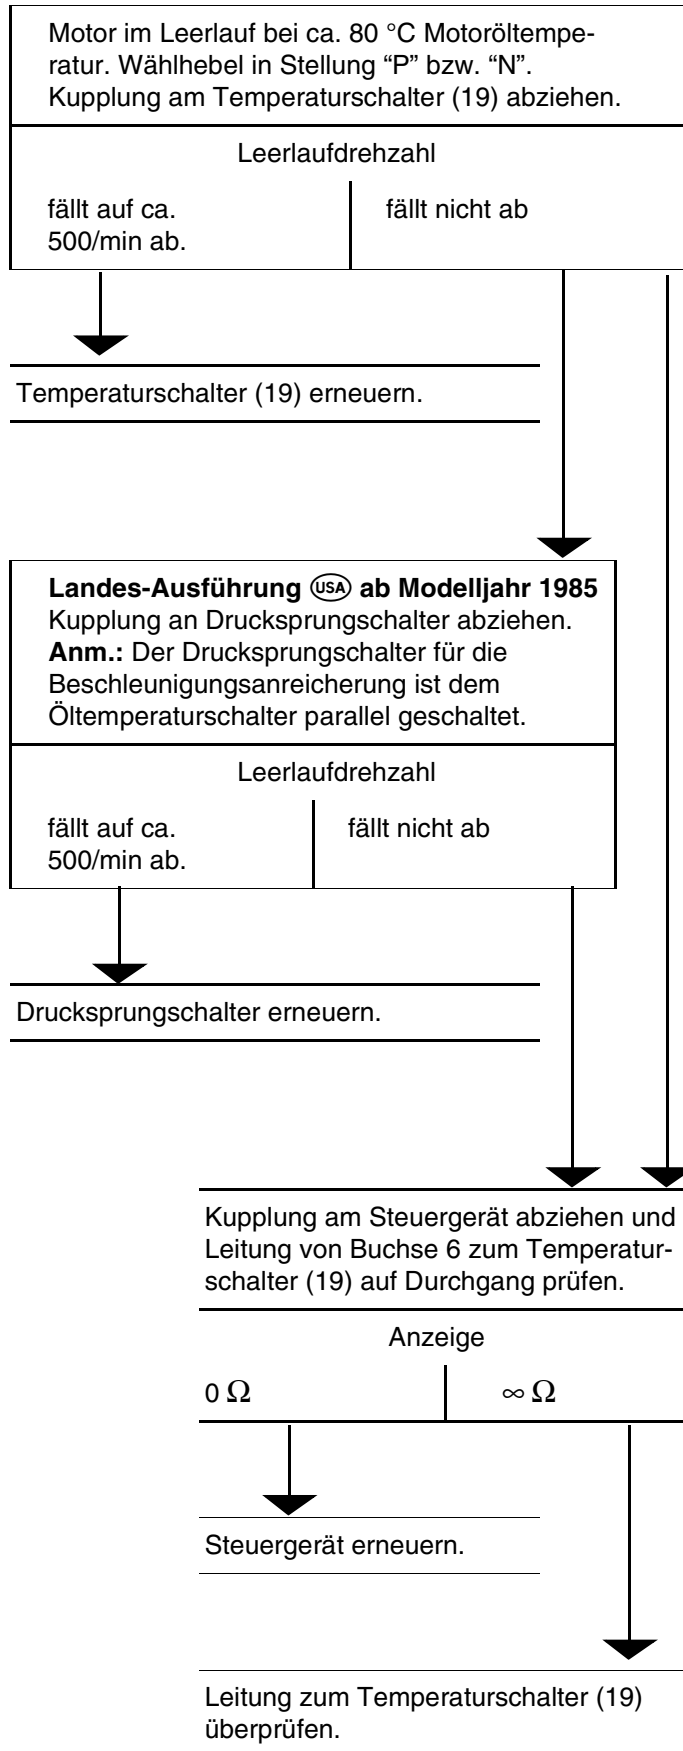 Motor im Leerlauf bei ca. 80 °C Motoröltempe-
ratur. Wählhebel in Stellung “P” bzw. “N”.
Kupplung am Temperaturschalter (19) abziehen.
Leerlaufdrehzahl
fällt auf ca.
500/min ab.
fällt nicht ab
Temperaturschalter (19) erneuern.
Landes-Ausführung USA ab Modelljahr 1985
Kupplung an Drucksprungschalter abziehen.
Anm.: Der Drucksprungschalter für die
Beschleunigungsanreicherung ist dem
Öltemperaturschalter parallel geschaltet.
Leerlaufdrehzahl
fällt auf ca.
500/min ab.
fällt nicht ab
Drucksprungschalter erneuern.
Kupplung am Steuergerät abziehen und
Leitung von Buchse 6 zum Temperatur-
schalter (19) auf Durchgang prüfen.
Anzeige
0 Ω
∞ Ω
Steuergerät erneuern.
Leitung zum Temperaturschalter (19)
überprüfen.